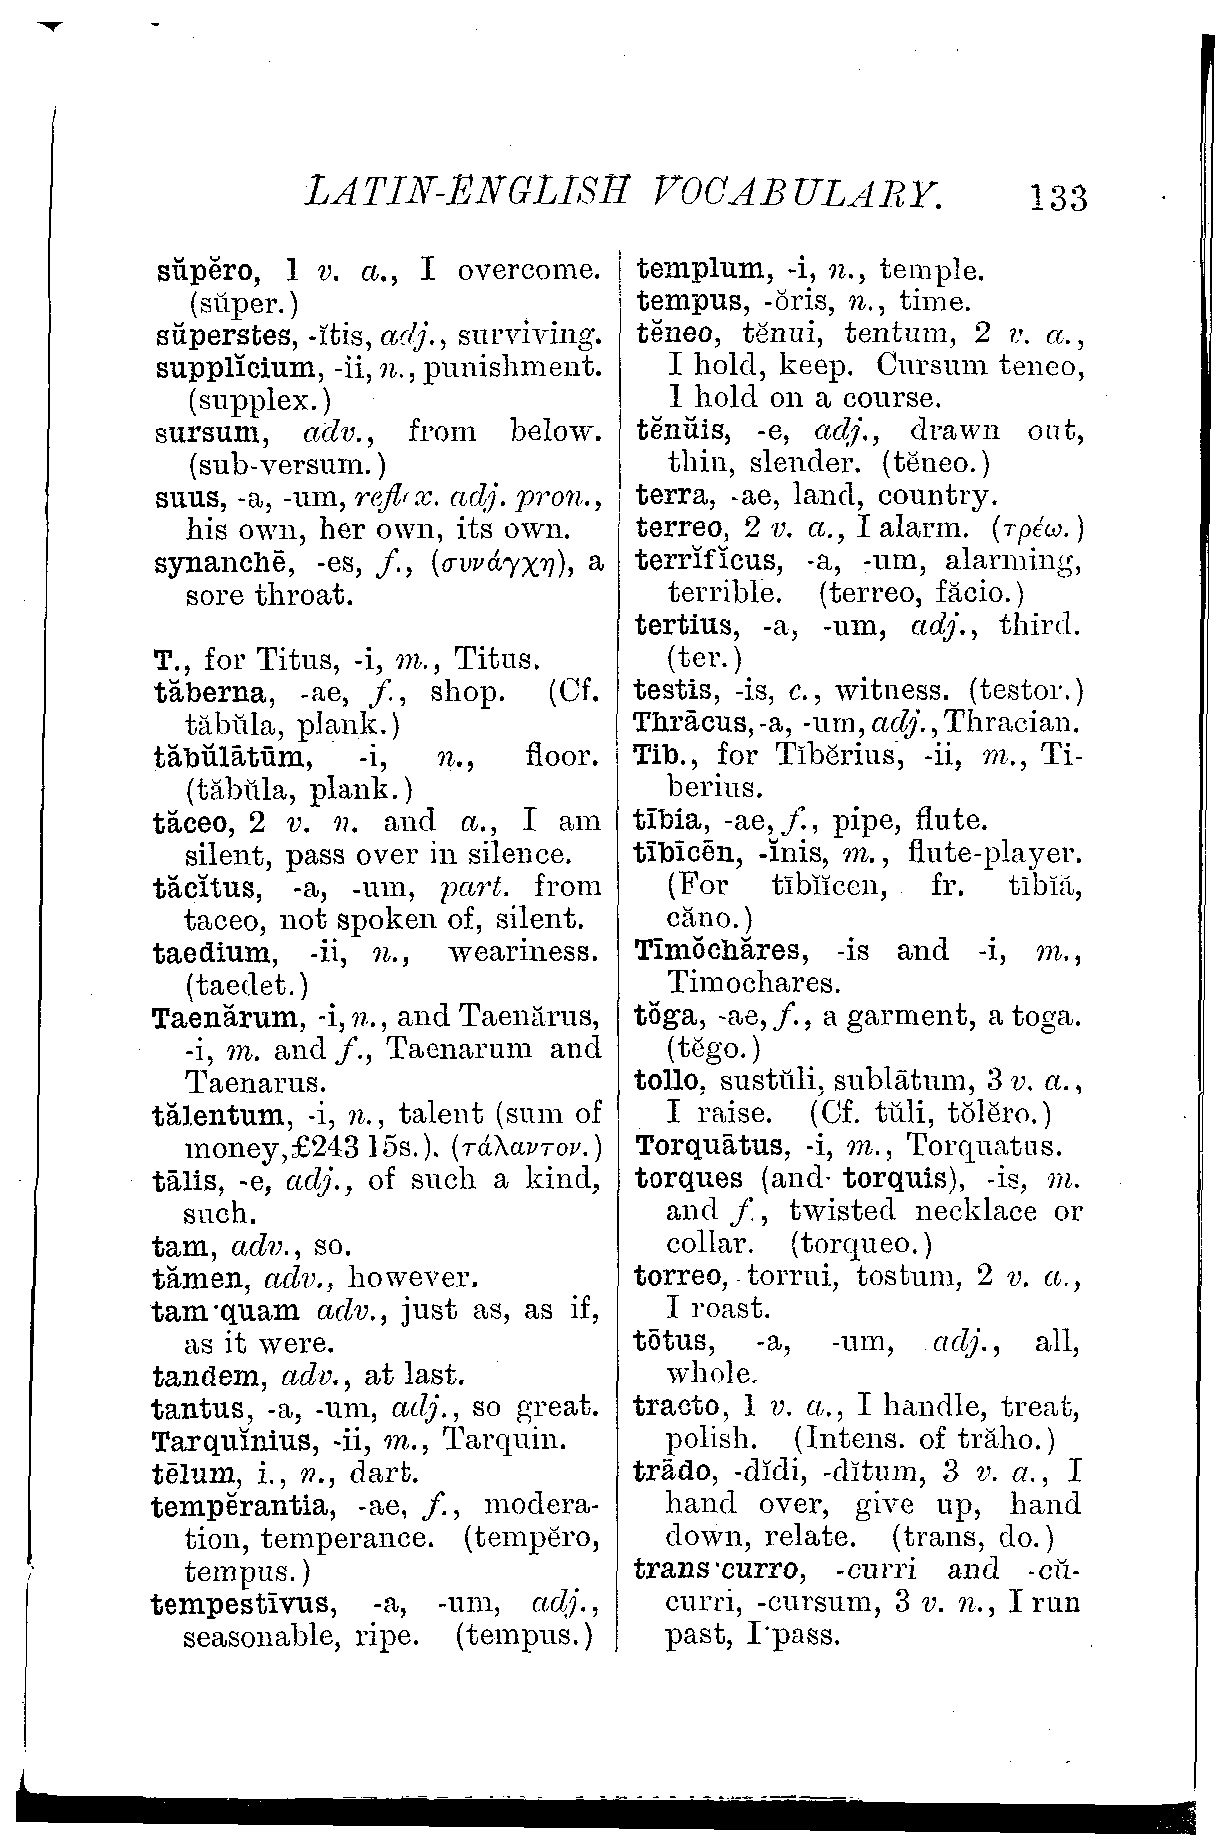 LATIN-ENGLISH VOCABULARY. 133
sŭpĕro, 1 v. a., I overcome.
(sŭper.)
sŭperstes, -ĭtis, adj., surviving.
supplĭcium, -ii, n., punishment.
(supplex.)
sursum, adv., from below.
(sub-versum.)
suus, -a, -um, reflex. adj. pron.,
his own, her own, its own.
synanchē, -es, f., (συνάγχη), a
sore throat.
T., for Titus, -i, m., Titus.
tăberna, -ae, f., shop. (Cf.
tăbŭla, plank.)
tăbŭlātūm, -i, n., floor.
(tăbŭla, plank.)
tăceo, 2 v. n. and a., I am
silent, pass over in silence.
tăcĭtus, -a, -um, part. from
taceo, not spoken of, silent.
taedium, -ii, n., weariness.
(taedet.)
Taenărum, -i, n., and Taenărus,
-i, m. and f., Taenarum and
Taenarus.
tălentum, -i, n., talent (sum of
money, £243 15s.). (τάλαντον.)
tālis, -e, adj., of such a kind,
such.
tam, adv., so.
tămen, adv., however.
tam·quam adv., just as, as if,
as it were.
tandem, adv., at last.
tantus, -a, -um, adj., so great.
Tarquĭnius, -ii, m., Tarquin.
tēlum, i., n., dart.
tempĕrantia, -ae, f., modera-
tion, temperance. (tempĕro,
tempus.)
tempestīvus, -a, -um, adj.,
seasonable, ripe. (tempus.)
templum, -i, n., temple.
tempus, -ŏris, n., time.
tĕneo, tĕnui, tentum, 2 v. a.,
I hold, keep. Cursum teneo,
I hold on a course.
tĕnŭis, -e, adj., drawn out,
thin, slender. (tĕneo.)
terra, -ae, land, country.
terreo, 2 v. a., I alarm. (τρέω.)
terrĭfĭcus, -a, -um, alarming,
terrible. (terreo, făcio.)
tertius, -a, -um, adj., third.
(ter.)
testis, -is, c., witness. (testor.)
Thrācus, -a, -um, adj., Thracian.
Tib., for Tĭbĕrius, -ii, m., Ti-
berius.
tībia, -ae, f., pipe, flute.
tībīcēn, -ĭnis, m., flute-player.
(For tībĭĭcen, fr. tībĭă,
căno.)
Tīmŏchăres, -is and -i, m.,
Timochares.
tŏga, -ae, f., a garment, a toga.
(tĕgo.)
tollo, sustŭli, sublātum, 3 v. a.,
I raise. (Cf. tŭli, tŏlĕro.)
Torquātus, -i, m., Torquatus.
torques (and torquis), -is, m.
and f., twisted necklace or
collar. (torqueo.)
torreo, torrui, tostum, 2 v. a.,
I roast.
tōtus, -a, -um, adj., all,
whole.
tracto, 1 v. a., I handle, treat,
polish. (Intens. of trăho.)
trādo, -dĭdi, -dĭtum, 3 v. a., I
hand over, give up, hand
down, relate. (trans, do.)
trans·curro, -curri and -cŭ-
curri, -cursum, 3 v. n., I run
past, I pass.